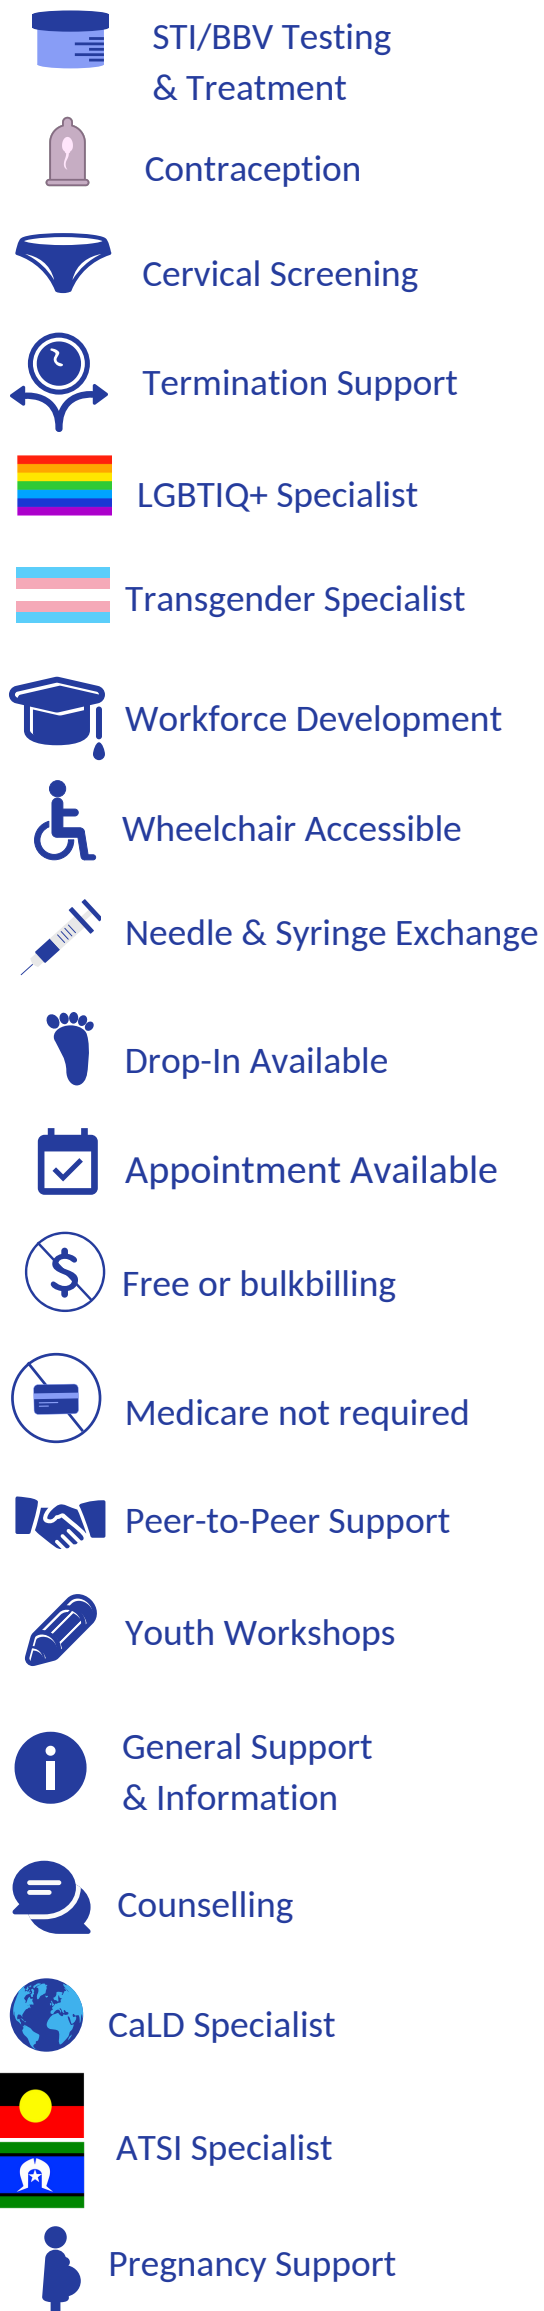 STI/BBV Testing
& Treatment
Contraception
Cervical Screening
Termination Support
LGBTIQ+ Specialist
Transgender Specialist
Workforce Development
Wheelchair Accessible
Needle & Syringe Exchange
Drop-In Available
Appointment Available
$
Free or bulkbilling
Medicare not required
Peer-to-Peer Support
Youth Workshops
i
General Support
& Information
Counselling
CaLD Specialist
ATSI Specialist
Pregnancy Support